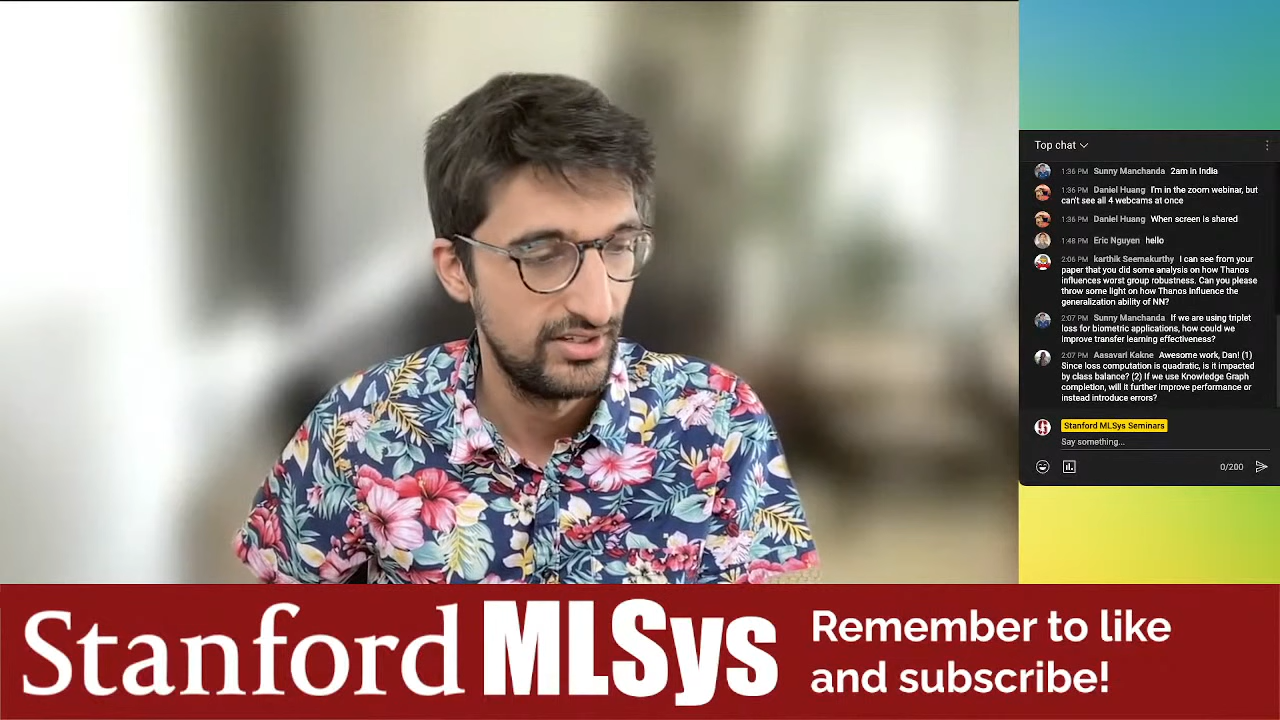 Top chat
1:36 PM Sunny Manchanda 2am in India
1:36 PM Daniel Huang I'm in the zoom webinar, but
can't see all 4 webcams at once
1:36 PM Daniel Huang When screen is shared
1:48 PM Eric Nguyen hello
2:06 PM karthik Seemakurthy I can see from your
paper that you did some analysis on how Thanos
influences worst group robustness. Can you please
throw some light on how Thanos influence the
generalization ability of NN?
2:07 PM Sunny Manchanda If we are using triplet
loss for biometric applications, how could we
improve transfer learning effectiveness?
2:07 PM Aasavari Kakne Awesome work, Dan! (1)
Since loss computation is quadratic, is it impacted
by class balance? (2) If we use Knowledge Graph
completion, will it further improve performance or
instead introduce errors?
Stanford MLSys Seminars
Say something...
0/200
Stanford MLSys
Remember to like
and subscribe!